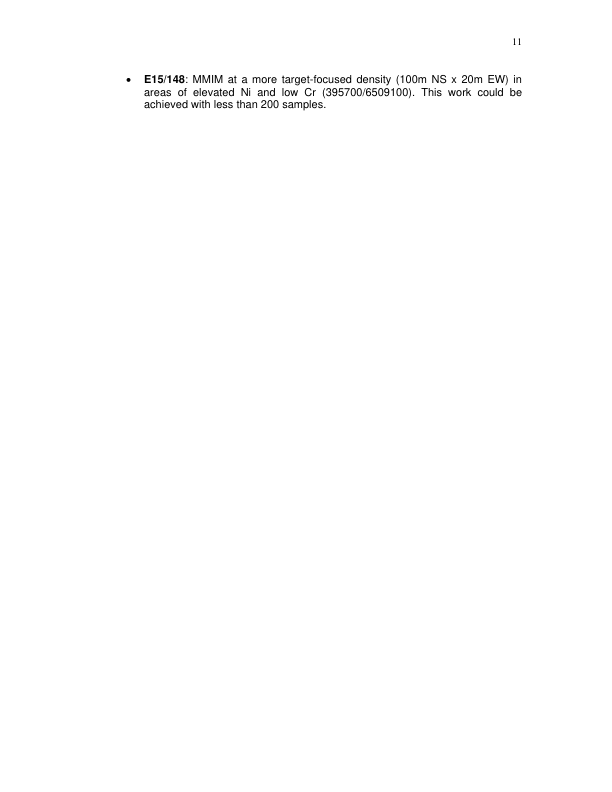 11
• E15/148: MMIM at a more target-focused density (100m NS x 20m EW) in
areas of elevated Ni and low Cr (395700/6509100). This work could be
achieved with less than 200 samples.